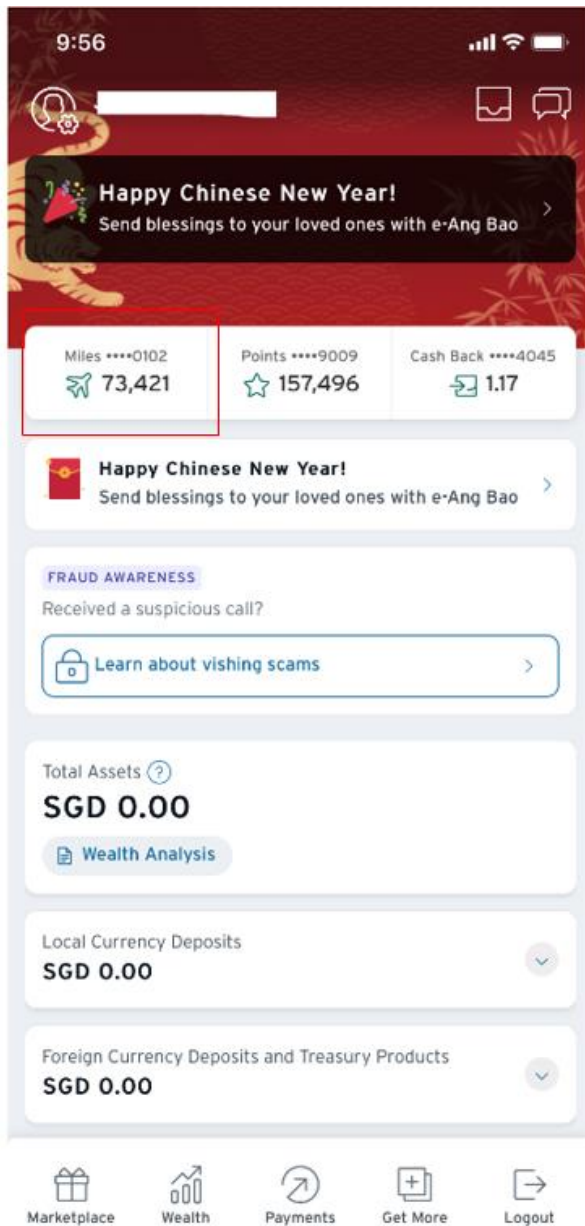 9:56
Happy Chinese New Year!
Send blessings to your loved ones with e-Ang Bao
Miles ••••0102
73,421
Points ••••9009
157,496
Cash Back ••••4045
1.17
Happy Chinese New Year!
Send blessings to your loved ones with e-Ang Bao
FRAUD AWARENESS
Received a suspicious call?
Learn about vishing scams
Total Assets ?
SGD 0.00
Wealth Analysis
Local Currency Deposits
SGD 0.00
Foreign Currency Deposits and Treasury Products
SGD 0.00
Marketplace
Wealth
Payments
Get More
Logout